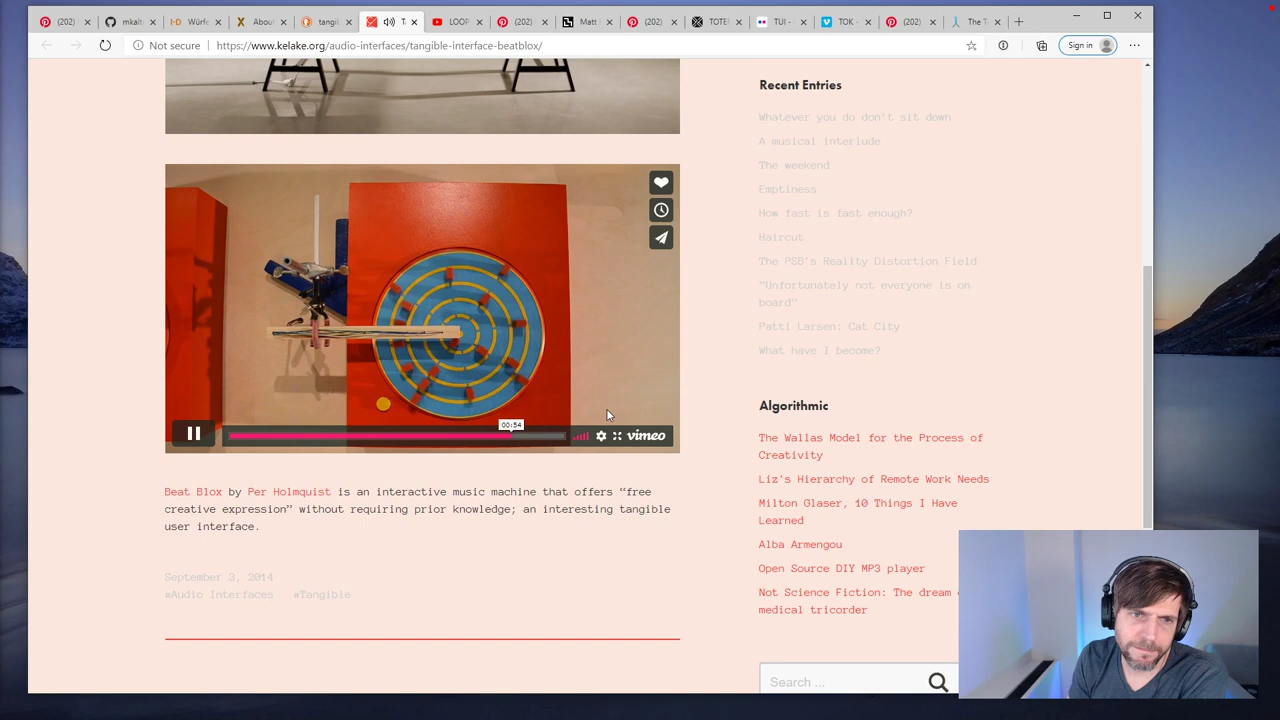 (202)
mkalt
Würfe
Abou
tangil
T
LOOP
(202)
Matt
(202)
TOTE
TUI -
TOK -
(202)
The T
Not secure
https://www.kelake.org/audio-interfaces/tangible-interface-beatblox/
Sign in
00:54
vimeo
Beat Blox by Per Holmquist is an interactive music machine that offers “free
creative expression” without requiring prior knowledge; an interesting tangible
user interface.
September 3, 2014
#Audio Interfaces #Tangible
Recent Entries
Whatever you do don't sit down
A musical interlude
The weekend
Emptiness
How fast is fast enough?
Haircut
The PSB's Reality Distortion Field
"Unfortunately not everyone is on
board"
Patti Larsen: Cat City
What have I become?
Algorithmic
The Wallas Model for the Process of
Creativity
Liz's Hierarchy of Remote Work Needs
Milton Glaser, 10 Things I Have
Learned
Alba Armengou
Open Source DIY MP3 player
Not Science Fiction: The dream
medical tricorder
Search ...